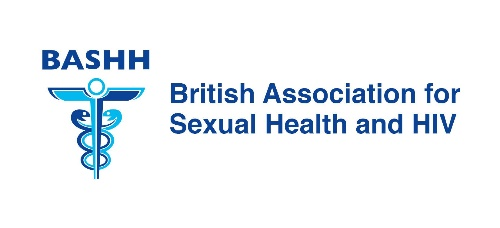 BASHH
British Association for
Sexual Health and HIV